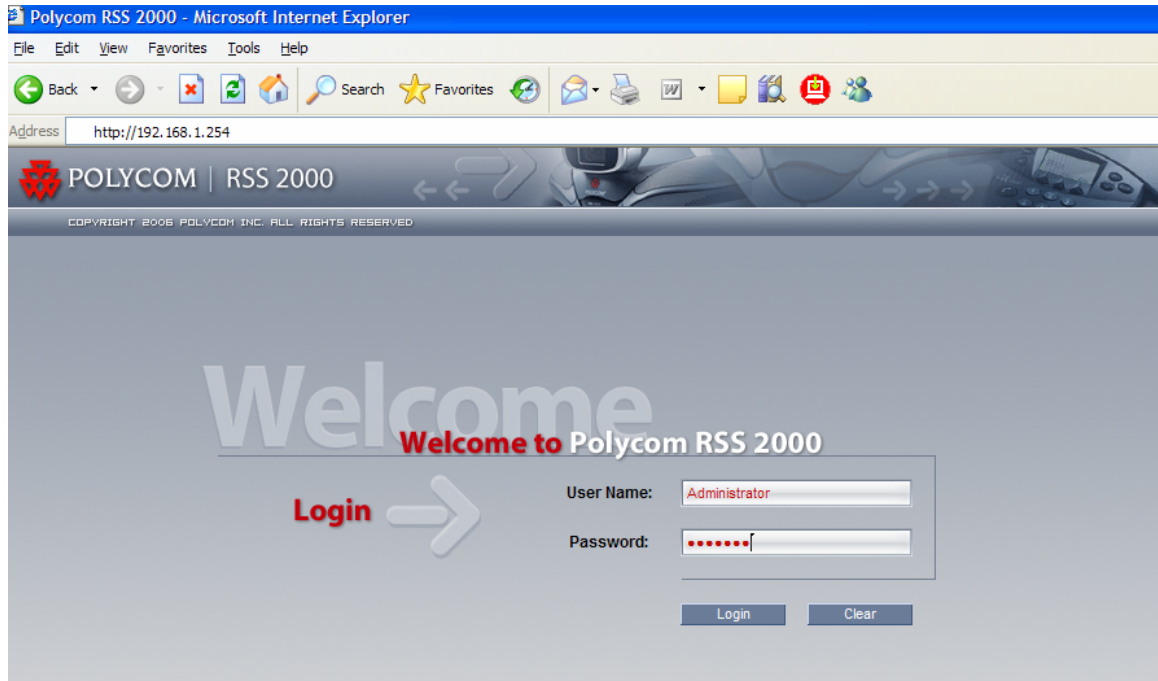 Polycom RSS 2000 - Microsoft Internet Explorer
File Edit View Favorites Tools Help
Back Search Favorites W
Address http://192.168.1.254
POLYCOM | RSS 2000
COPYRIGHT 2006 POLYCOM INC. ALL RIGHTS RESERVED
Welcome
Welcome to Polycom RSS 2000
User Name: Administrator
Login
Password: •••••••
Login Clear